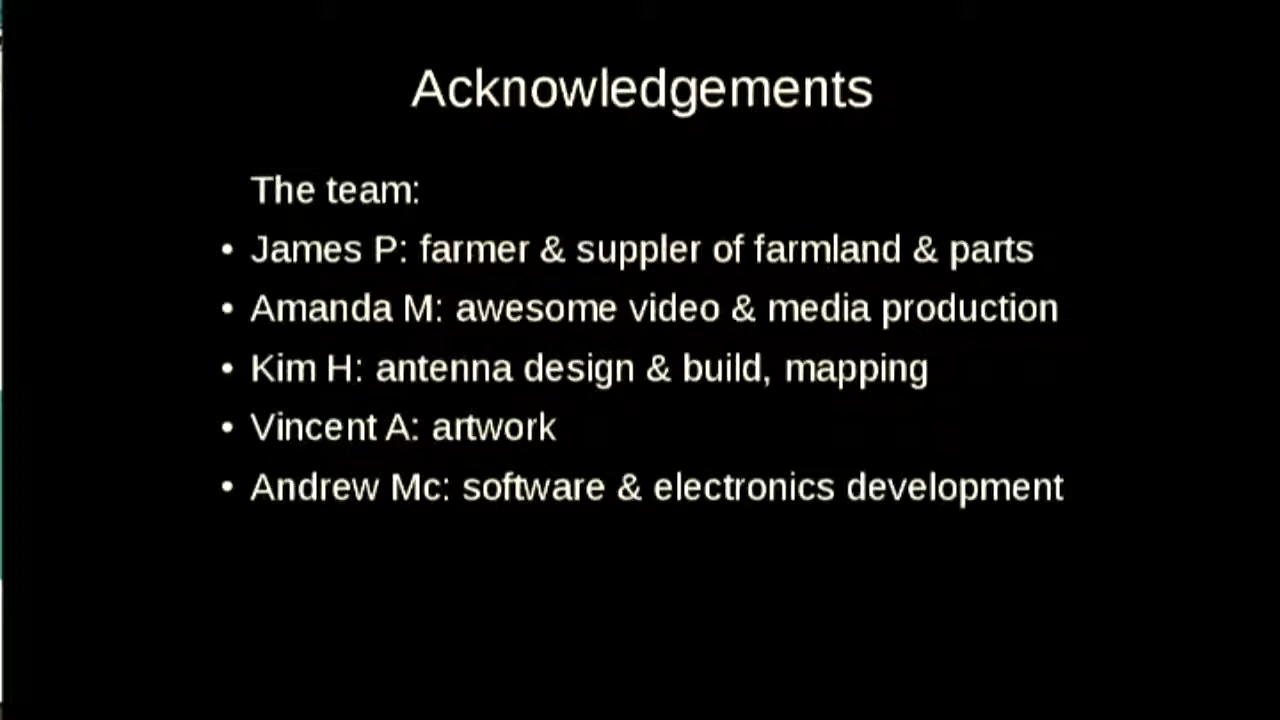 Acknowledgements
The team:
• James P: farmer & suppler of farmland & parts
• Amanda M: awesome video & media production
• Kim H: antenna design & build, mapping
• Vincent A: artwork
• Andrew Mc: software & electronics development